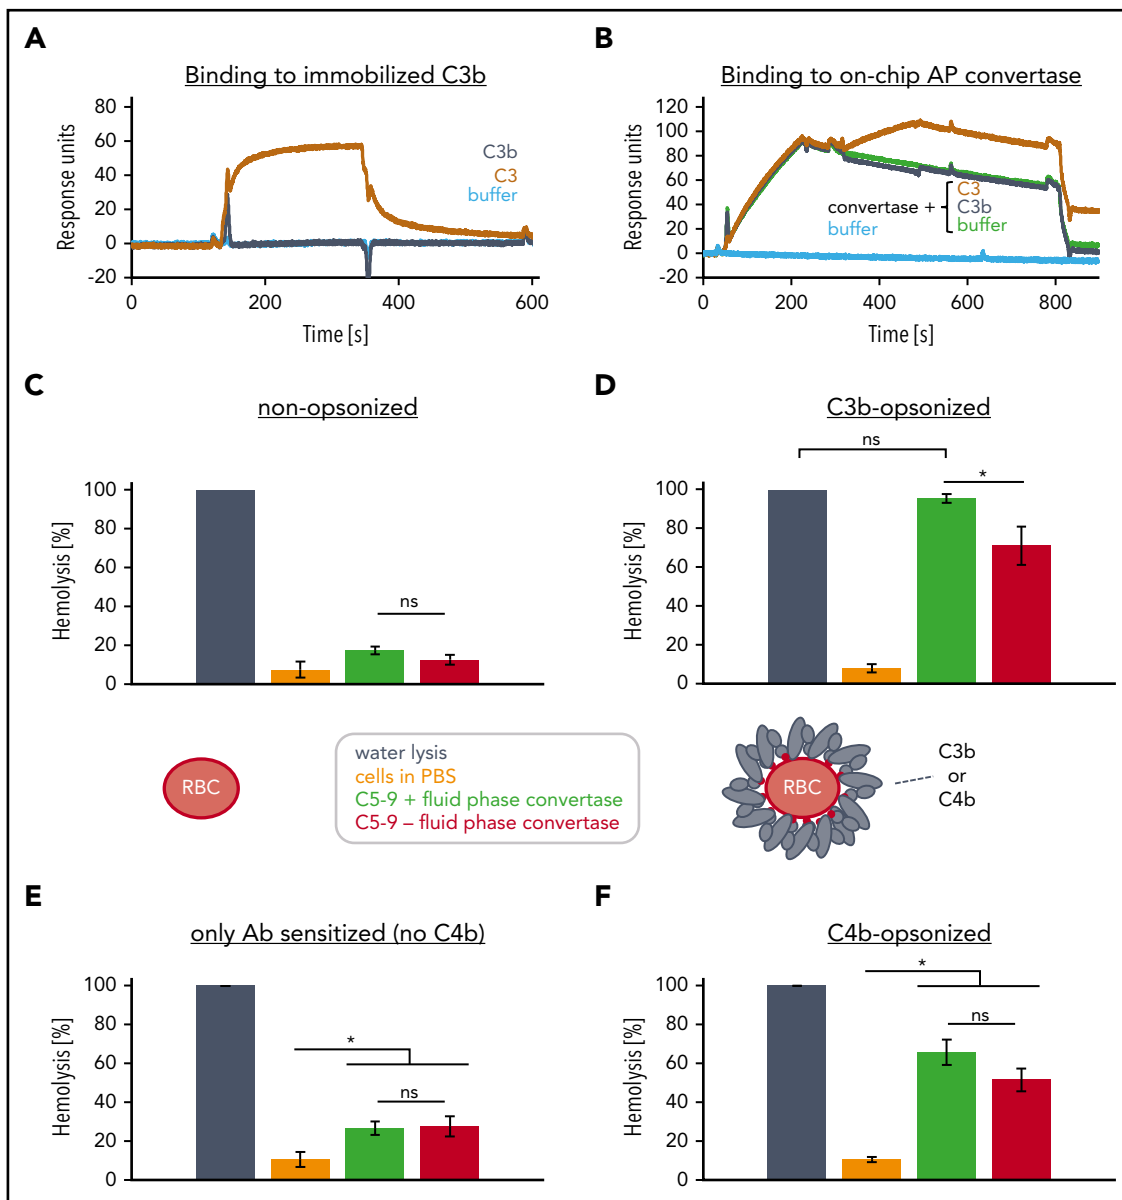 A
Binding to immobilized C3b
80
60
40
20
0
-20
Response units
0
200
400
600
Time [s]
C3b
C3
buffer
B
Binding to on-chip AP convertase
120
100
80
60
40
20
0
-20
Response units
0
200
400
600
800
Time [s]
convertase +
C3
C3b
buffer
buffer
C
non-opsonized
100
80
60
40
20
0
Hemolysis [%]
ns
D
C3b-opsonized
100
80
60
40
20
0
Hemolysis [%]
ns
*
RBC
water lysis
cells in PBS
C5-9 + fluid phase convertase
C5-9 – fluid phase convertase
RBC
C3b
or
C4b
E
only Ab sensitized (no C4b)
100
80
60
40
20
0
Hemolysis [%]
*
ns
F
C4b-opsonized
100
80
60
40
20
0
Hemolysis [%]
*
ns